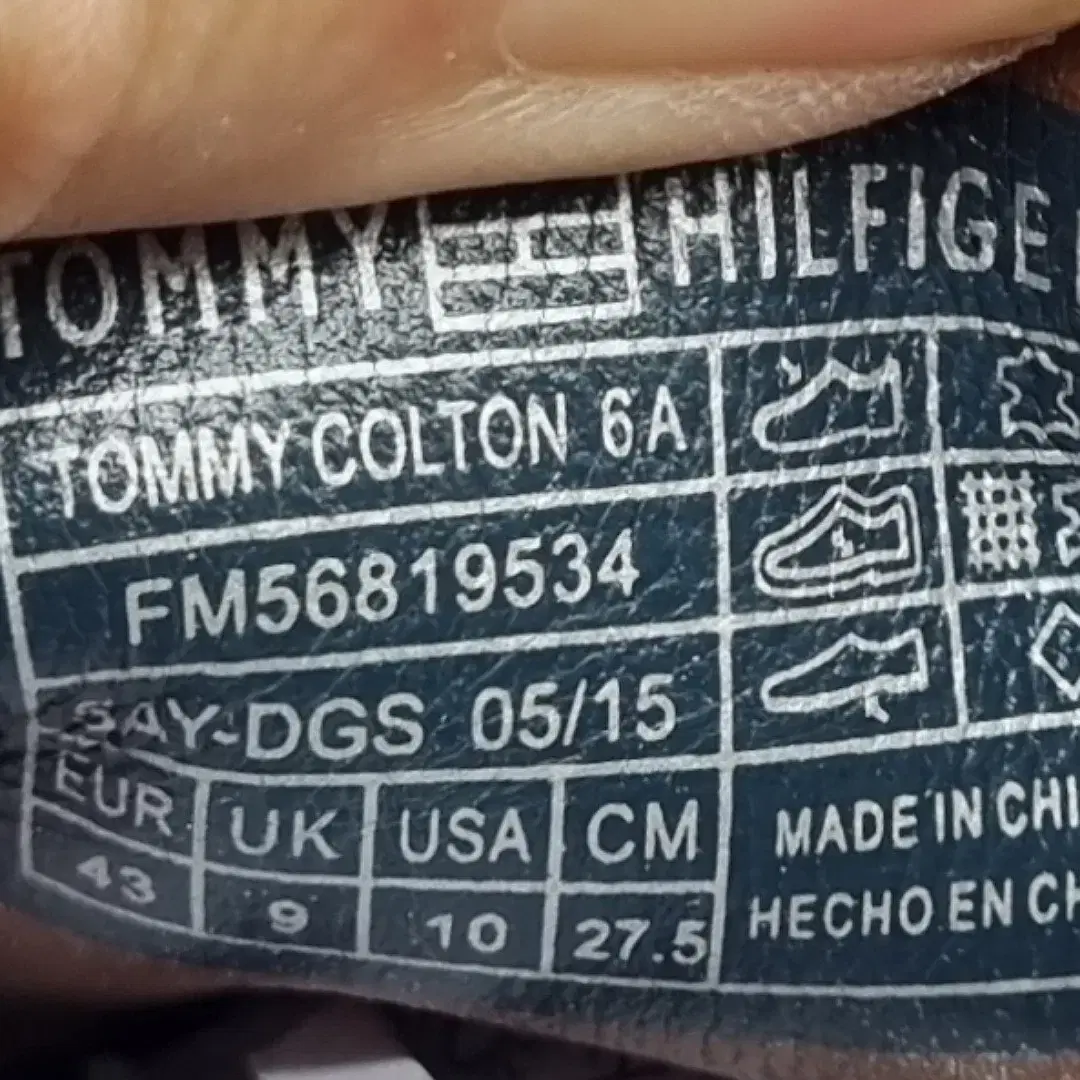 TOMMY HILFIGE
TOMMY COLTON 6A
FM56819534
SAY-DGS 05/15
EUR UK USA CM
43 9 10 27.5
MADE IN CHI
HECHO EN CH